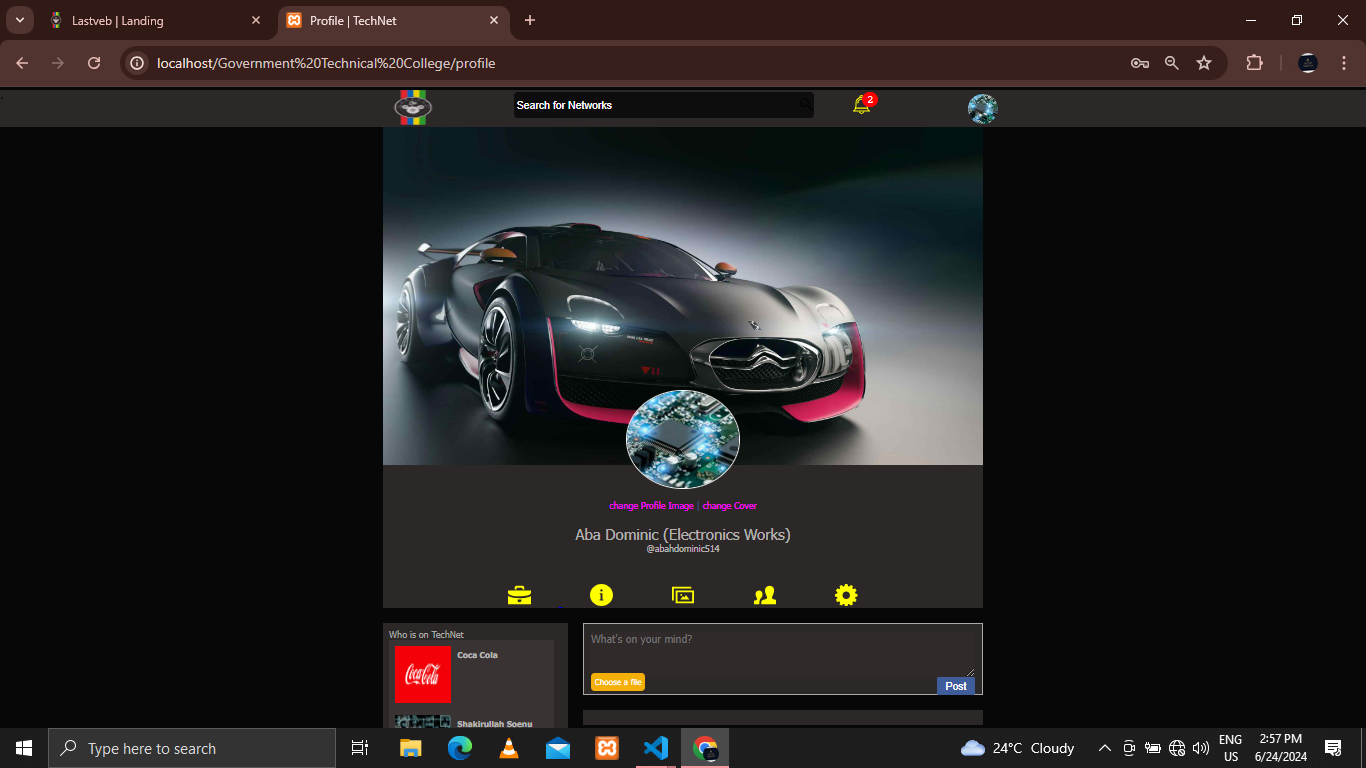 Lastveb | Landing
Profile | TechNet
localhost/Government%20Technical%20College/profile
Search for Networks
2
change Profile Image | change Cover
Aba Dominic (Electronics Works)
@abahdominic514
Who is on TechNet
Coca Cola
Coca-Cola
Shakirullah Soenu
What's on your mind?
Choose a file
Post
Type here to search
24°C Cloudy
ENG
US
2:57 PM
6/24/2024